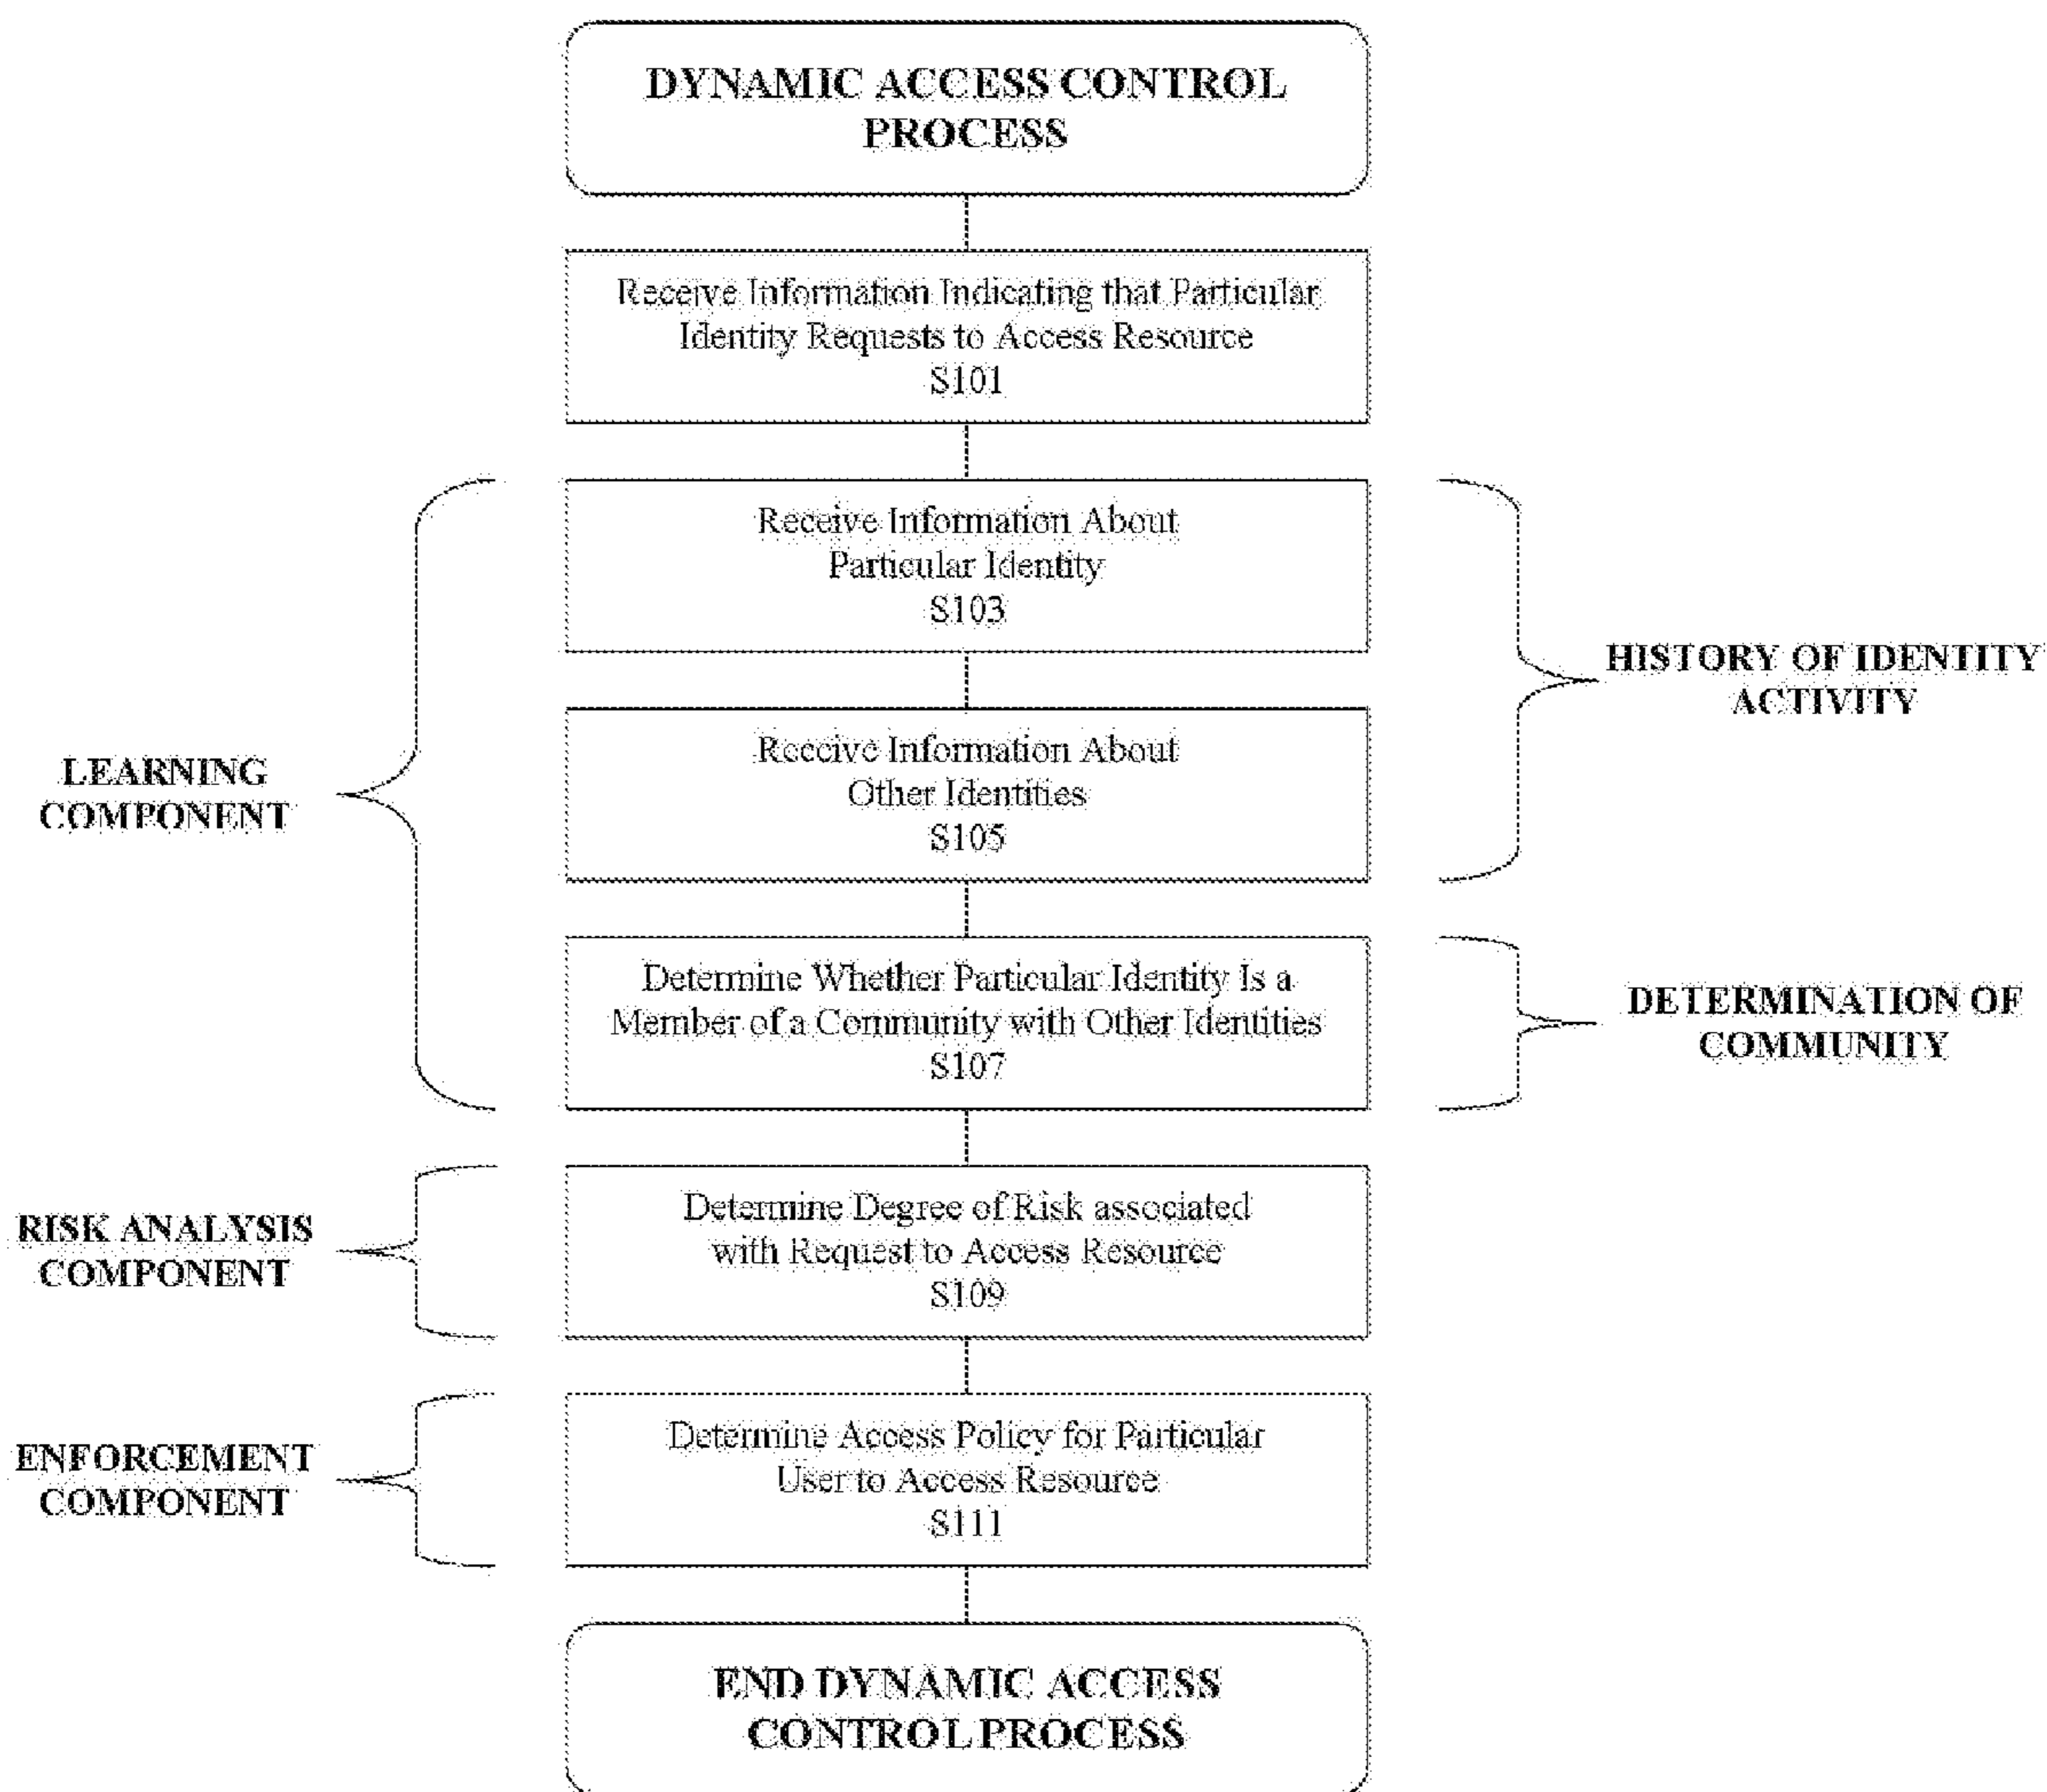 DYNAMIC ACCESS CONTROL
PROCESS
Receive Information Indicating that Particular
Identity Requests to Access Resource
S101
Receive Information About
Particular Identity
S103
HISTORY OF IDENTITY
ACTIVITY
Receive Information About
Other Identities
S105
LEARNING
COMPONENT
Determine Whether Particular Identity Is a
Member of a Community with Other Identities
S107
DETERMINATION OF
COMMUNITY
RISK ANALYSIS
COMPONENT
Determine Degree of Risk associated
with Request to Access Resource
S109
ENFORCEMENT
COMPONENT
Determine Access Policy for Particular
User to Access Resource
S111
END DYNAMIC ACCESS
CONTROL PROCESS